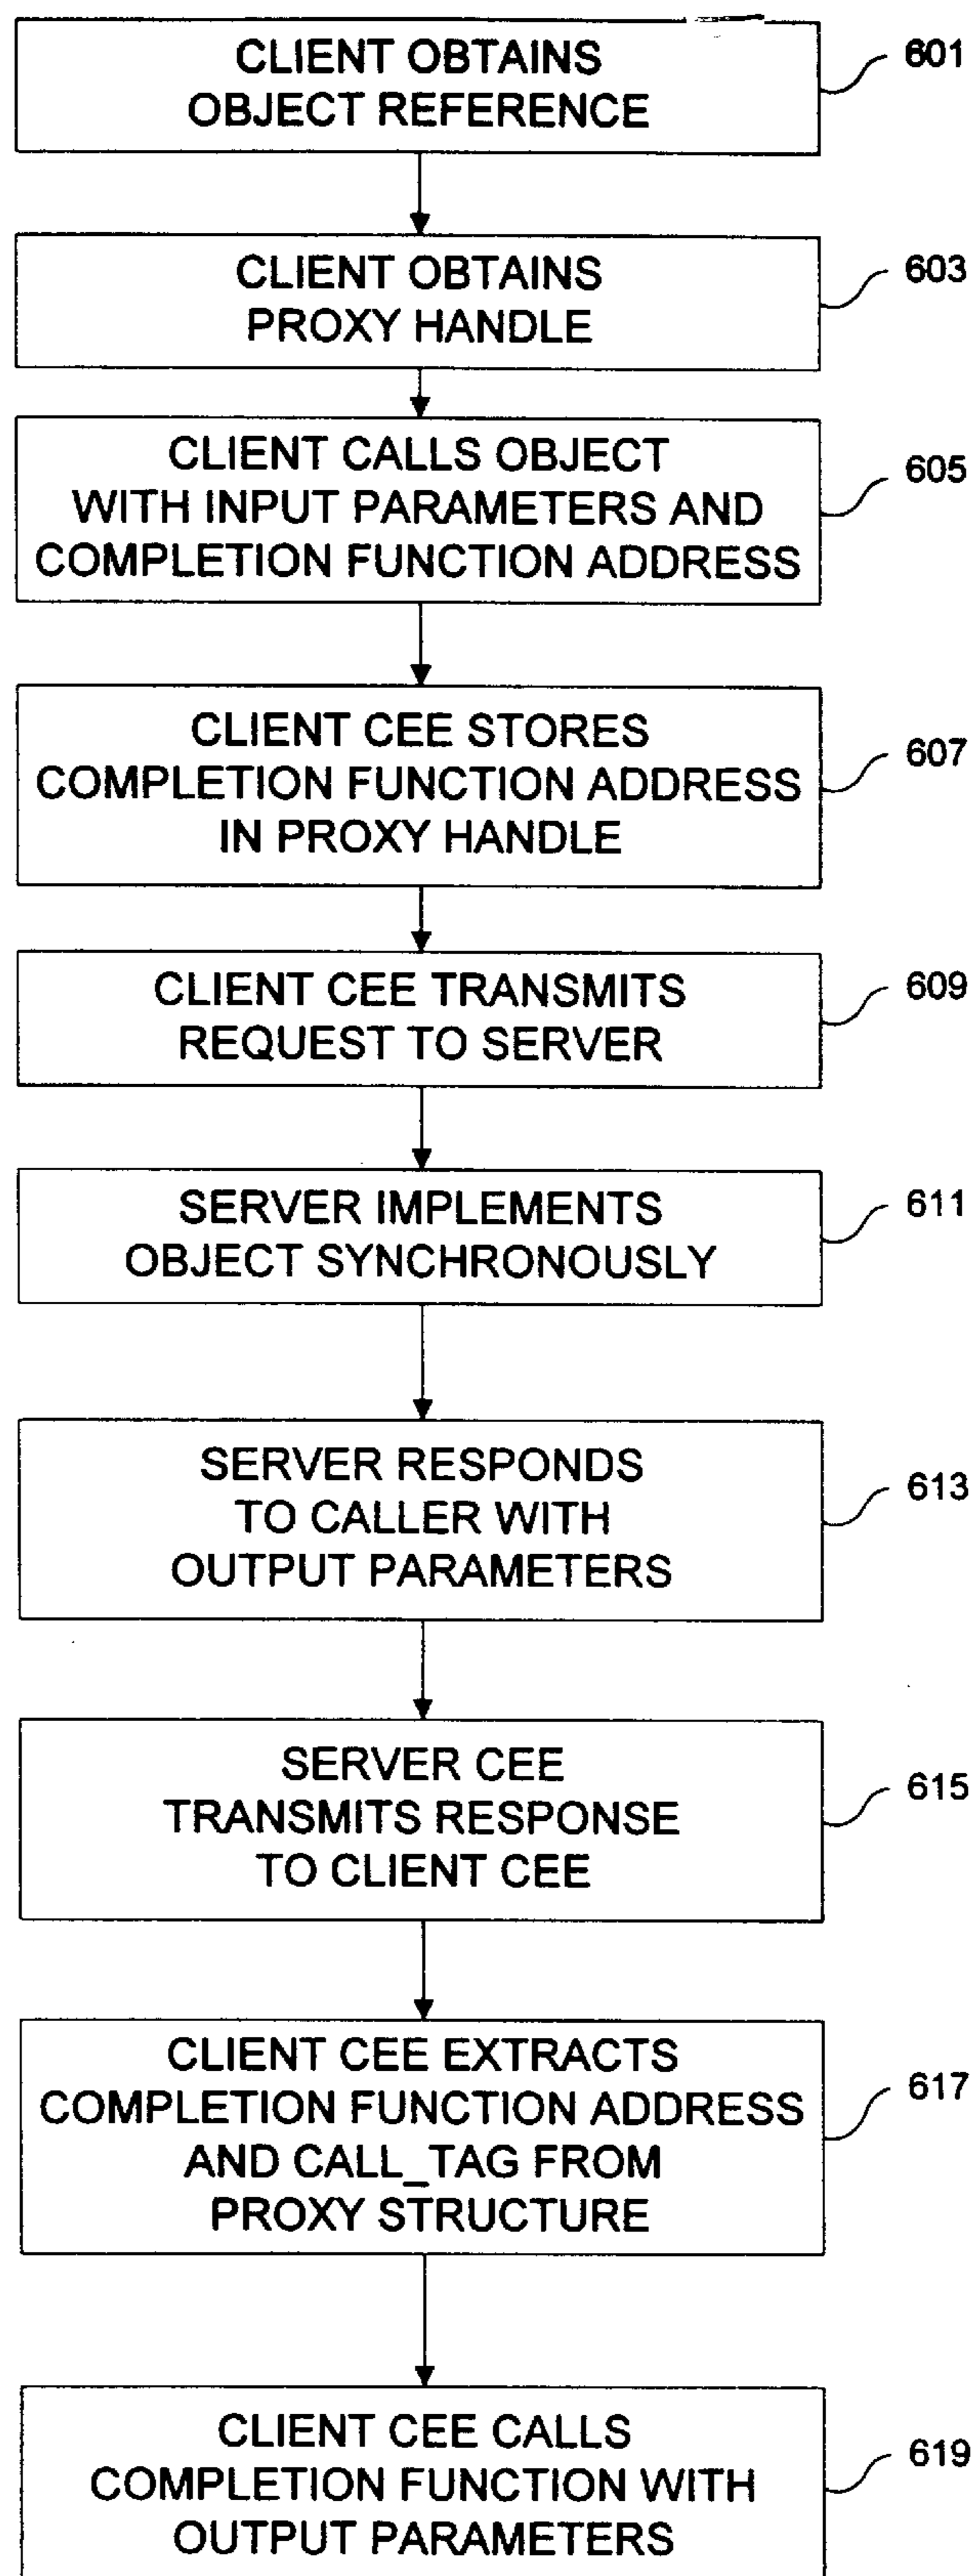 CLIENT OBTAINS
OBJECT REFERENCE
601
CLIENT OBTAINS
PROXY HANDLE
603
CLIENT CALLS OBJECT
WITH INPUT PARAMETERS AND
COMPLETION FUNCTION ADDRESS
605
CLIENT CEE STORES
COMPLETION FUNCTION ADDRESS
IN PROXY HANDLE
607
CLIENT CEE TRANSMITS
REQUEST TO SERVER
609
SERVER IMPLEMENTS
OBJECT SYNCHRONOUSLY
611
SERVER RESPONDS
TO CALLER WITH
OUTPUT PARAMETERS
613
SERVER CEE
TRANSMITS RESPONSE
TO CLIENT CEE
615
CLIENT CEE EXTRACTS
COMPLETION FUNCTION ADDRESS
AND CALL_TAG FROM
PROXY STRUCTURE
617
CLIENT CEE CALLS
COMPLETION FUNCTION WITH
OUTPUT PARAMETERS
619